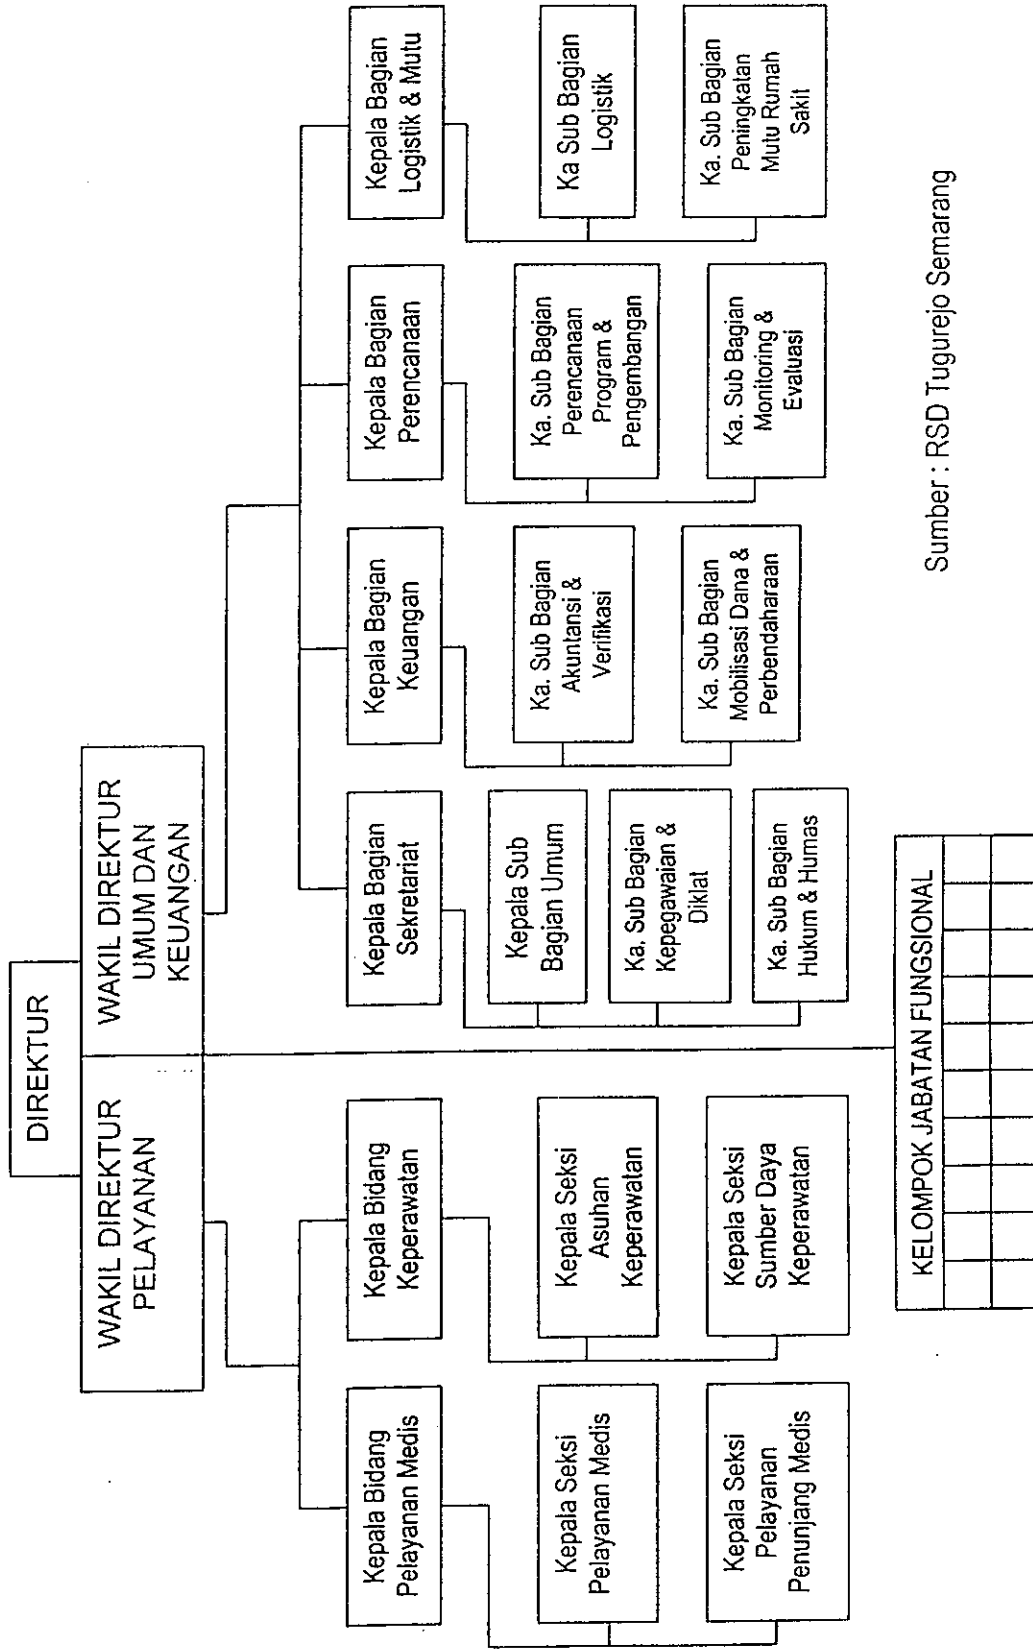 DIREKTUR
WAKIL DIREKTUR
PELAYANAN
WAKIL DIREKTUR
UMUM DAN
KEUANGAN
Kepala Bidang
Pelayanan Medis
Kepala Seksi
Pelayanan Medis
Kepala Seksi
Pelayanan
Penunjang Medis
Kepala Bidang
Keperawatan
Kepala Seksi
Asuhan
Keperawatan
Kepala Seksi
Sumber Daya
Keperawatan
Kepala Bagian
Sekretariat
Kepala Sub
Bagian Umum
Ka. Sub Bagian
Kepegawaian &
Diklat
Ka. Sub Bagian
Hukum & Humas
Kepala Bagian
Keuangan
Ka. Sub Bagian
Akuntansi &
Verifikasi
Ka. Sub Bagian
Mobilisasi Dana &
Perbendaharaan
Kepala Bagian
Perencanaan
Ka. Sub Bagian
Perencanaan
Program &
Pengembangan
Ka. Sub Bagian
Monitoring &
Evaluasi
Kepala Bagian
Logistik & Mutu
Ka Sub Bagian
Logistik
Ka. Sub Bagian
Peningkatan
Mutu Rumah
Sakit
KELOMPOK JABATAN FUNGSIONAL
Sumber : RSD Tugurejo Semarang